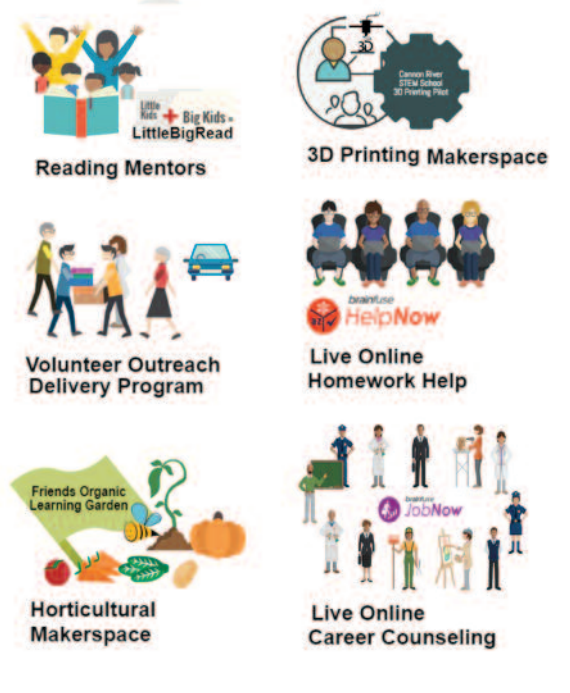 Little
Kids + Big Kids =
LittleBigRead
Reading Mentors
3D
Cannon River
STEM School
3D Printing Pilot
3D Printing Makerspace
Volunteer Outreach
Delivery Program
brainfuse
HelpNow
Live Online
Homework Help
Friends Organic
Learning Garden
Horticultural
Makerspace
brainfuse
JobNow
Live Online
Career Counseling